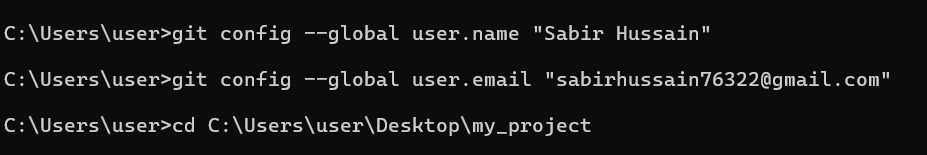 C:\Users\user>git config --global user.name "Sabir Hussain"
C:\Users\user>git config --global user.email "sabirhussain76322@gmail.com"
C:\Users\user>cd C:\Users\user\Desktop\my_project